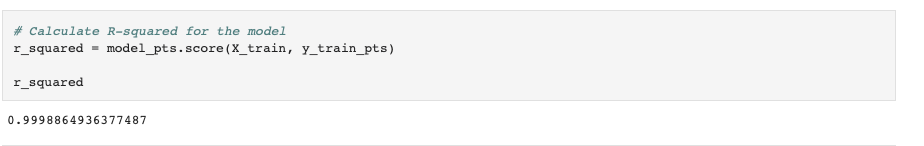 # Calculate R-squared for the model
r_squared = model_pts.score(X_train, y_train_pts)
r_squared
0.9998864936377487